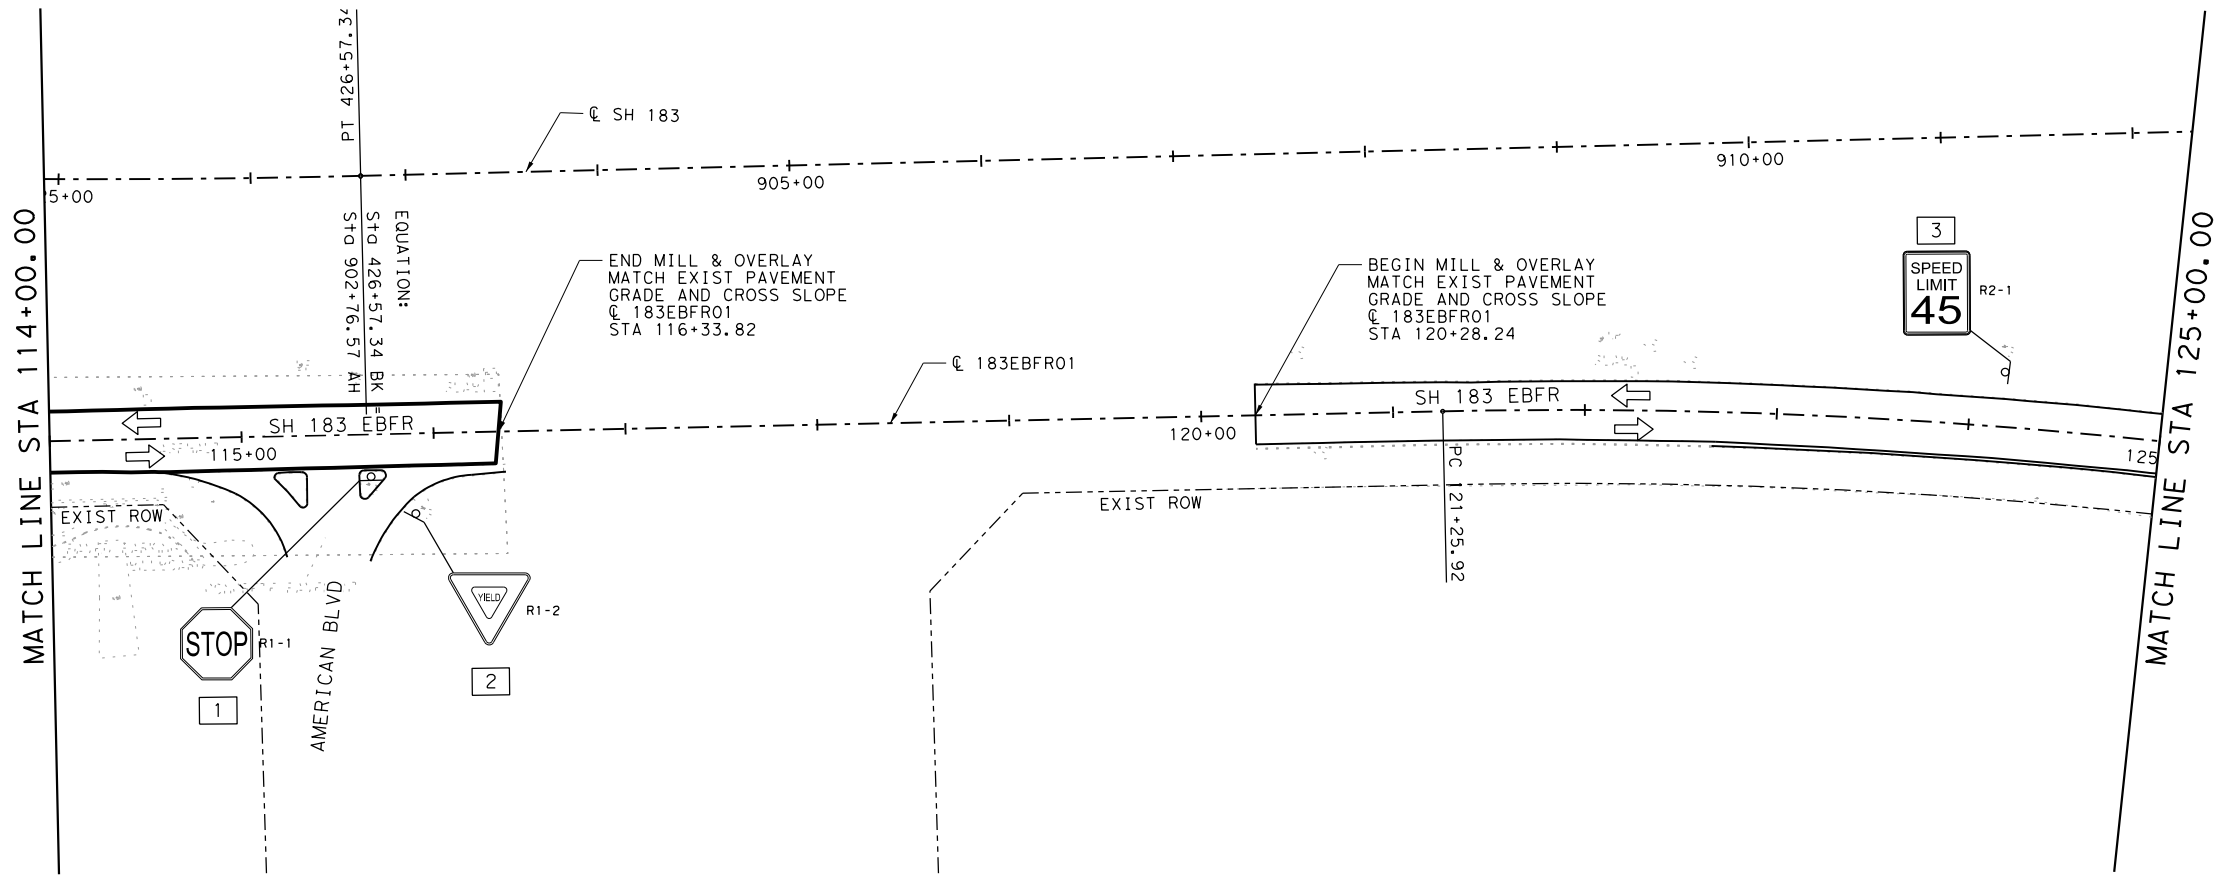 MATCH LINE STA 114+00.00
PT 426+57.34
℄ SH 183
5+00
905+00
910+00
EQUATION:
Sta 426+57.34 BK =
Sta 902+76.57 AH
END MILL & OVERLAY
MATCH EXIST PAVEMENT
GRADE AND CROSS SLOPE
℄ 183EBFR01
STA 116+33.82
BEGIN MILL & OVERLAY
MATCH EXIST PAVEMENT
GRADE AND CROSS SLOPE
℄ 183EBFR01
STA 120+28.24
3
SPEED
LIMIT
45
R2-1
℄ 183EBFR01
SH 183 EBFR
115+00
120+00
SH 183 EBFR
125
PC 121+25.92
EXIST ROW
EXIST ROW
AMERICAN BLVD
STOP
R1-1
1
YIELD
R1-2
2
MATCH LINE STA 125+00.00